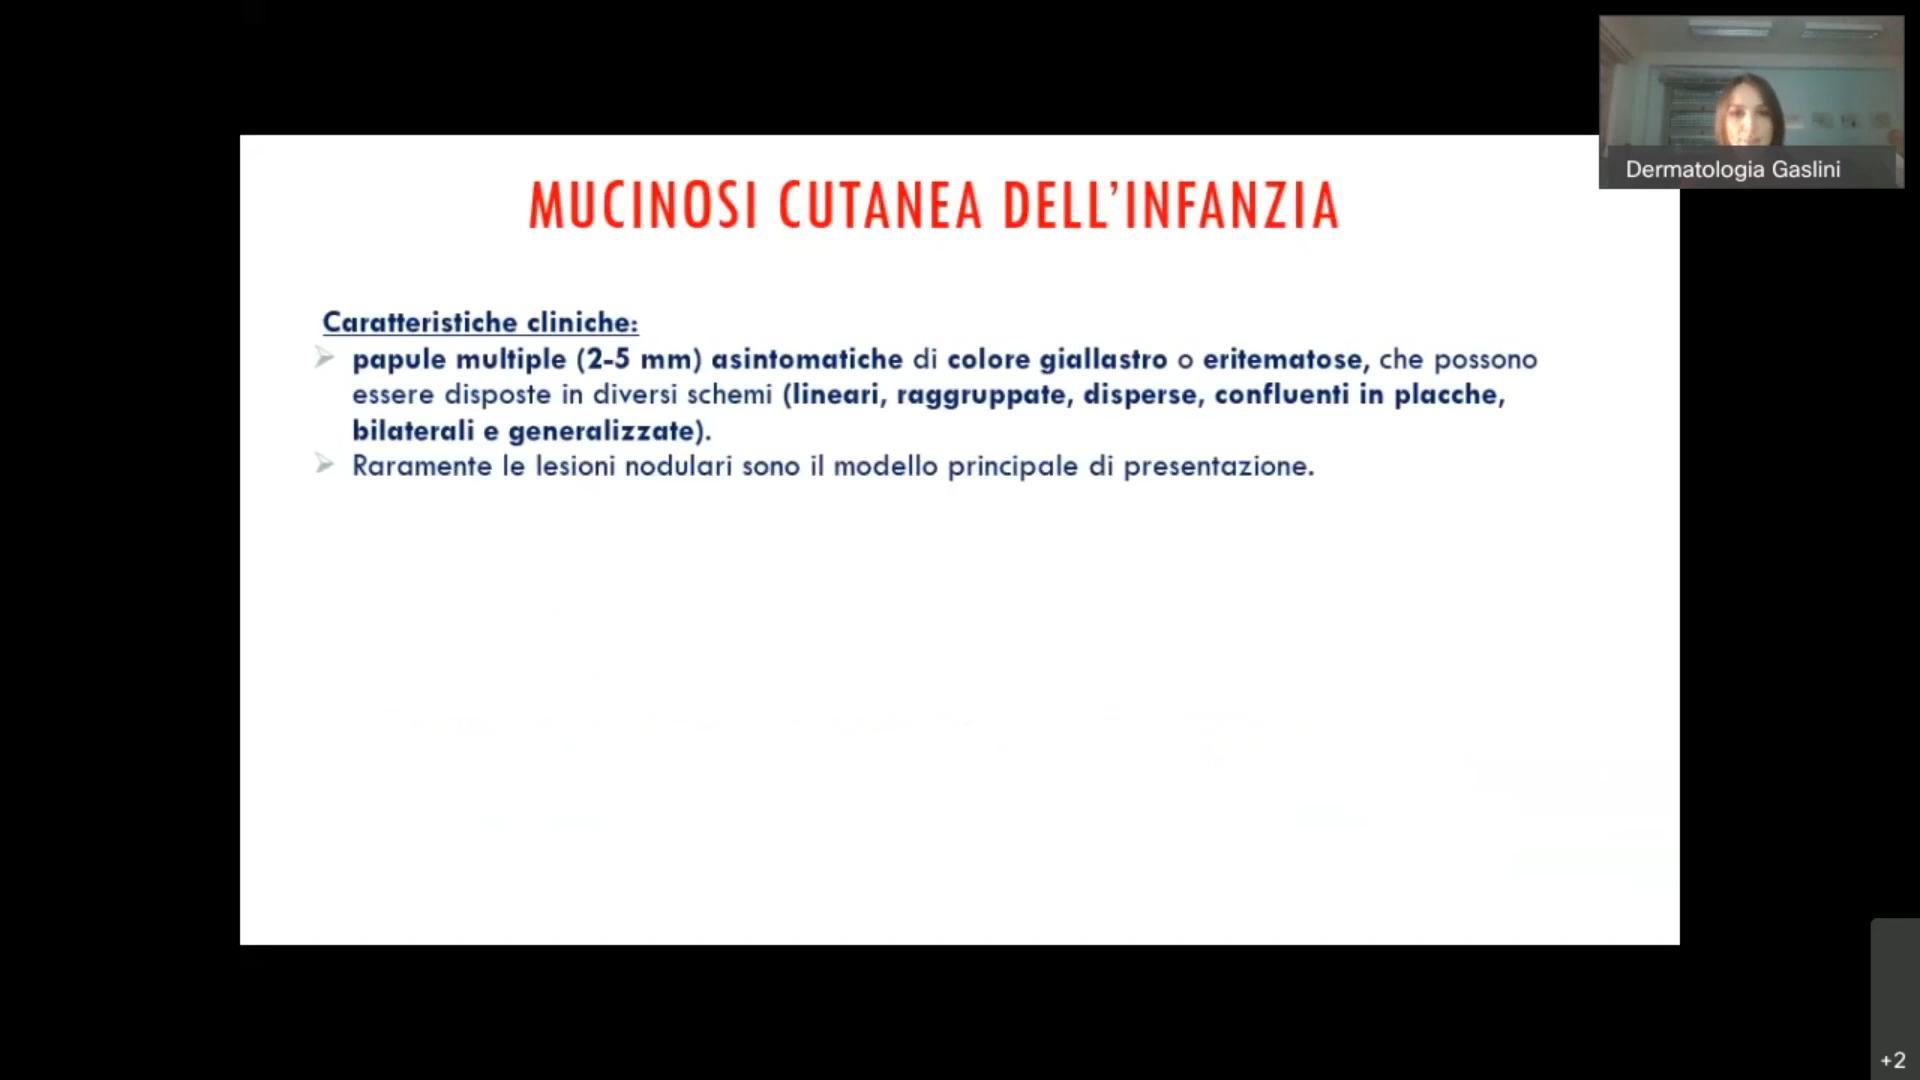 MUCINOSI CUTANEA DELL'INFANZIA
Caratteristiche cliniche:
papule multiple (2-5 mm) asintomatiche di colore giallastro o eritematose, che possono
essere disposte in diversi schemi (lineari, raggruppate, disperse, confluenti in placche,
bilaterali e generalizzate).
Raramente le lesioni nodulari sono il modello principale di presentazione.
Dermatologia Gaslini
+2